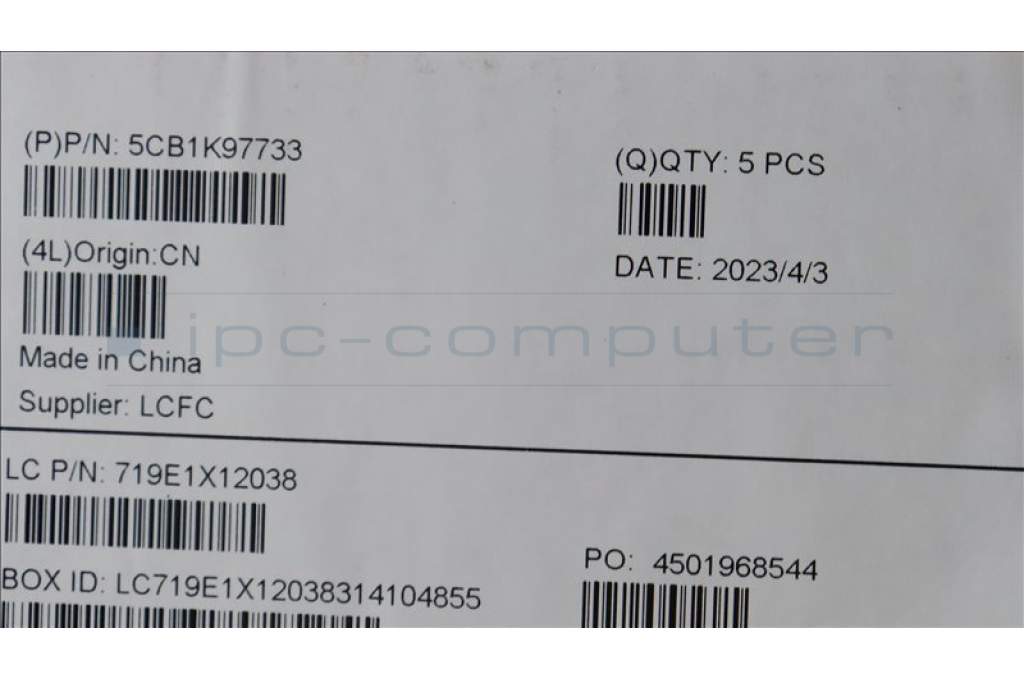 (P)P/N: 5CB1K97733
(Q)QTY: 5 PCS
(4L)Origin:CN
DATE: 2023/4/3
ipc-computer
Made in China
Supplier: LCFC
LC P/N: 719E1X12038
PO: 4501968544
BOX ID: LC719E1X12038314104855